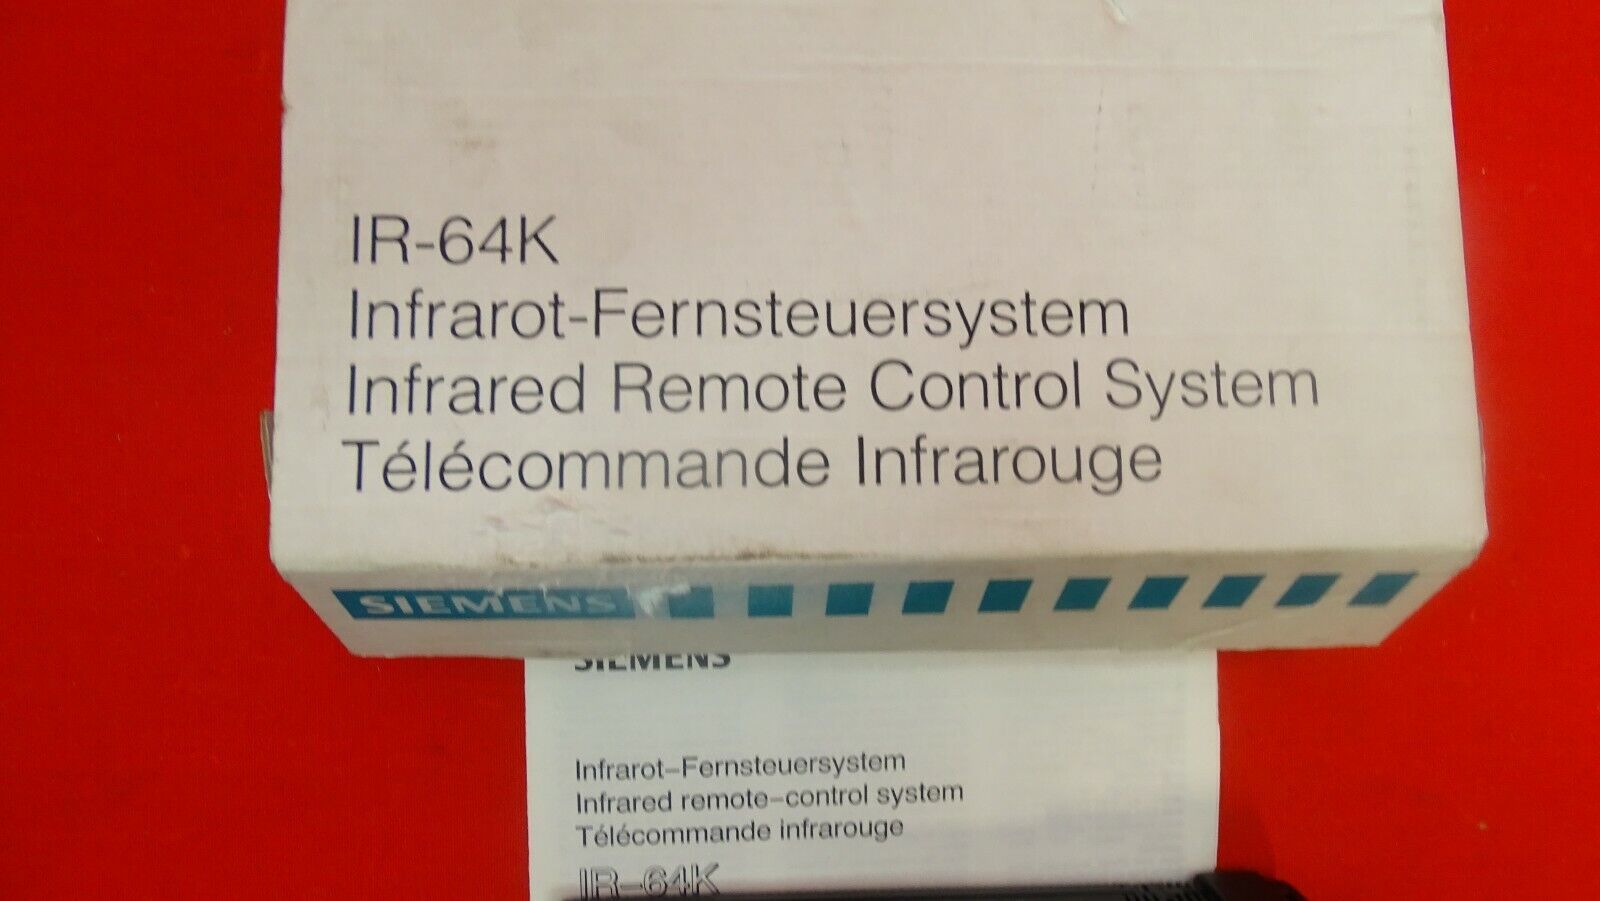 IR-64K
Infrarot-Fernsteuersystem
Infrared Remote Control System
Télécommande Infrarouge
SIEMENS
SIEMENS
Infrarot-Fernsteuersystem
Infrared remote-control system
Télécommande infrarouge
IR-64K